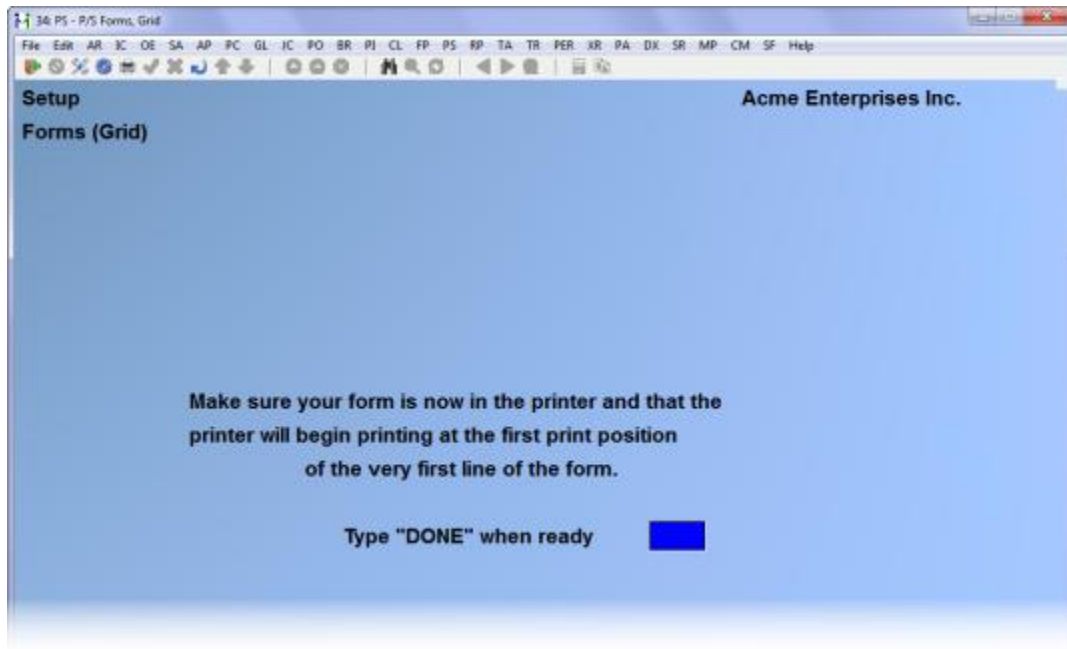 34: PS - P/S Forms, Grid
File Edit AR IC OE SA AP PC GL JC PO BR PI CL FP PS RP TA TR PER XR PA DX SR MP CM SF Help
Setup
Acme Enterprises Inc.
Forms (Grid)
Make sure your form is now in the printer and that the
printer will begin printing at the first print position
of the very first line of the form.
Type "DONE" when ready